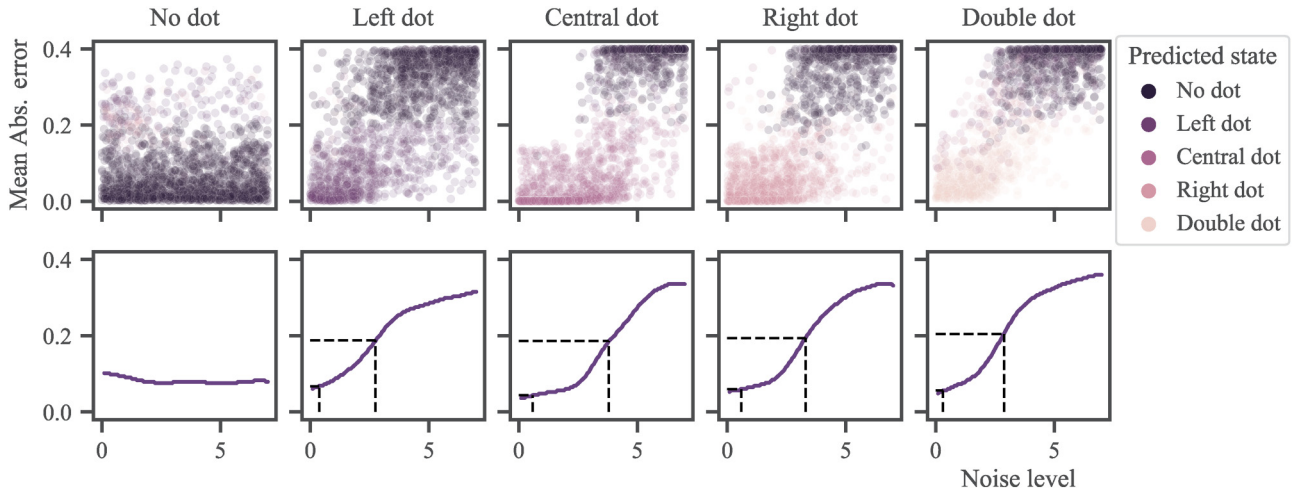 No dot Left dot Central dot Right dot Double dot
Mean Abs. error
0.4
0.2
0.0
Predicted state
No dot
Left dot
Central dot
Right dot
Double dot
0.4
0.2
0.0
0 5 0 5 0 5 0 5 0 5
Noise level